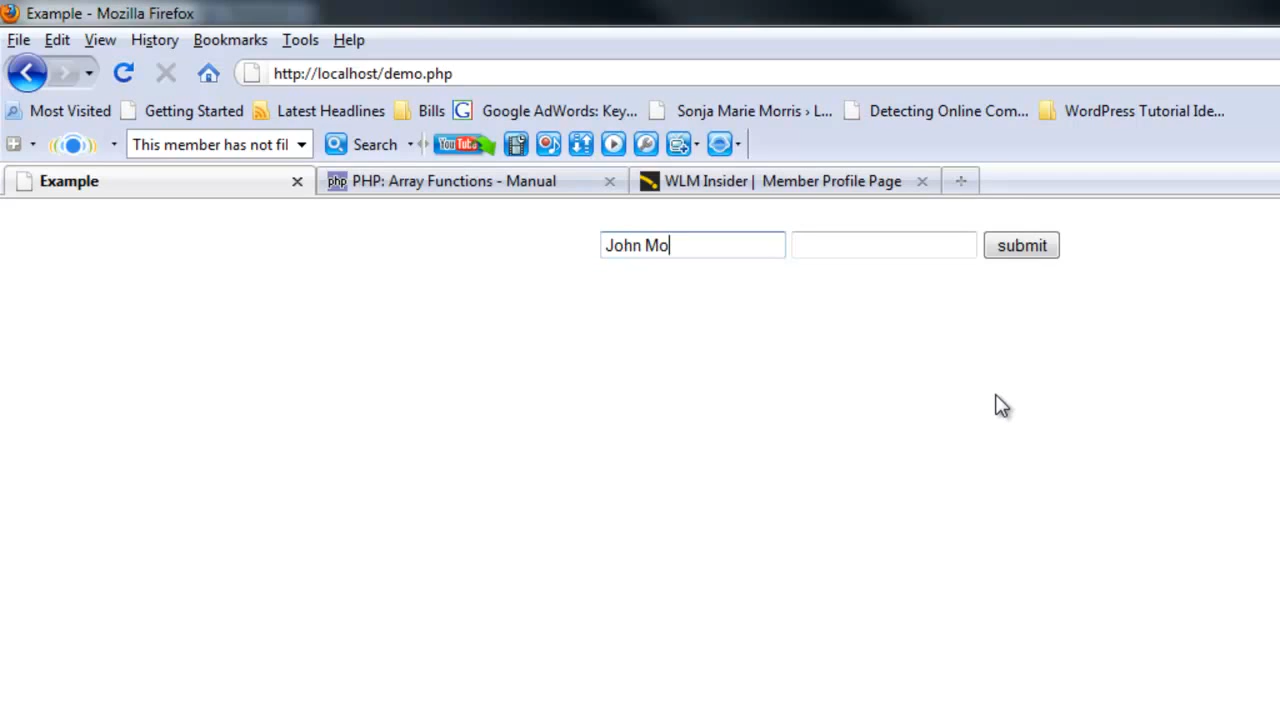 Example - Mozilla Firefox
File Edit View History Bookmarks Tools Help
http://localhost/demo.php
Most Visited Getting Started Latest Headlines Bills G Google AdWords: Key... Sonja Marie Morris › L... Detecting Online Com... WordPress Tutorial Ide...
This member has not fil Search YouTube
Example php PHP: Array Functions - Manual WLM Insider | Member Profile Page
John Mo submit